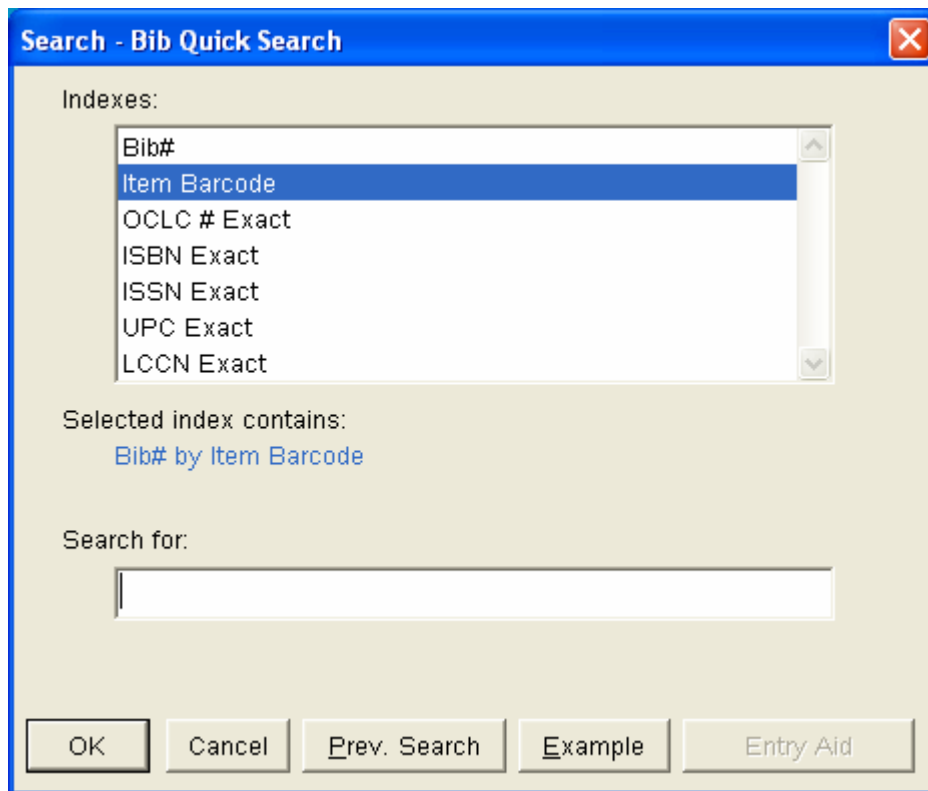 Search - Bib Quick Search
Indexes:
Bib#
Item Barcode
OCLC # Exact
ISBN Exact
ISSN Exact
UPC Exact
LCCN Exact
Selected index contains:
Bib# by Item Barcode
Search for:
OK Cancel Prev. Search Example Entry Aid